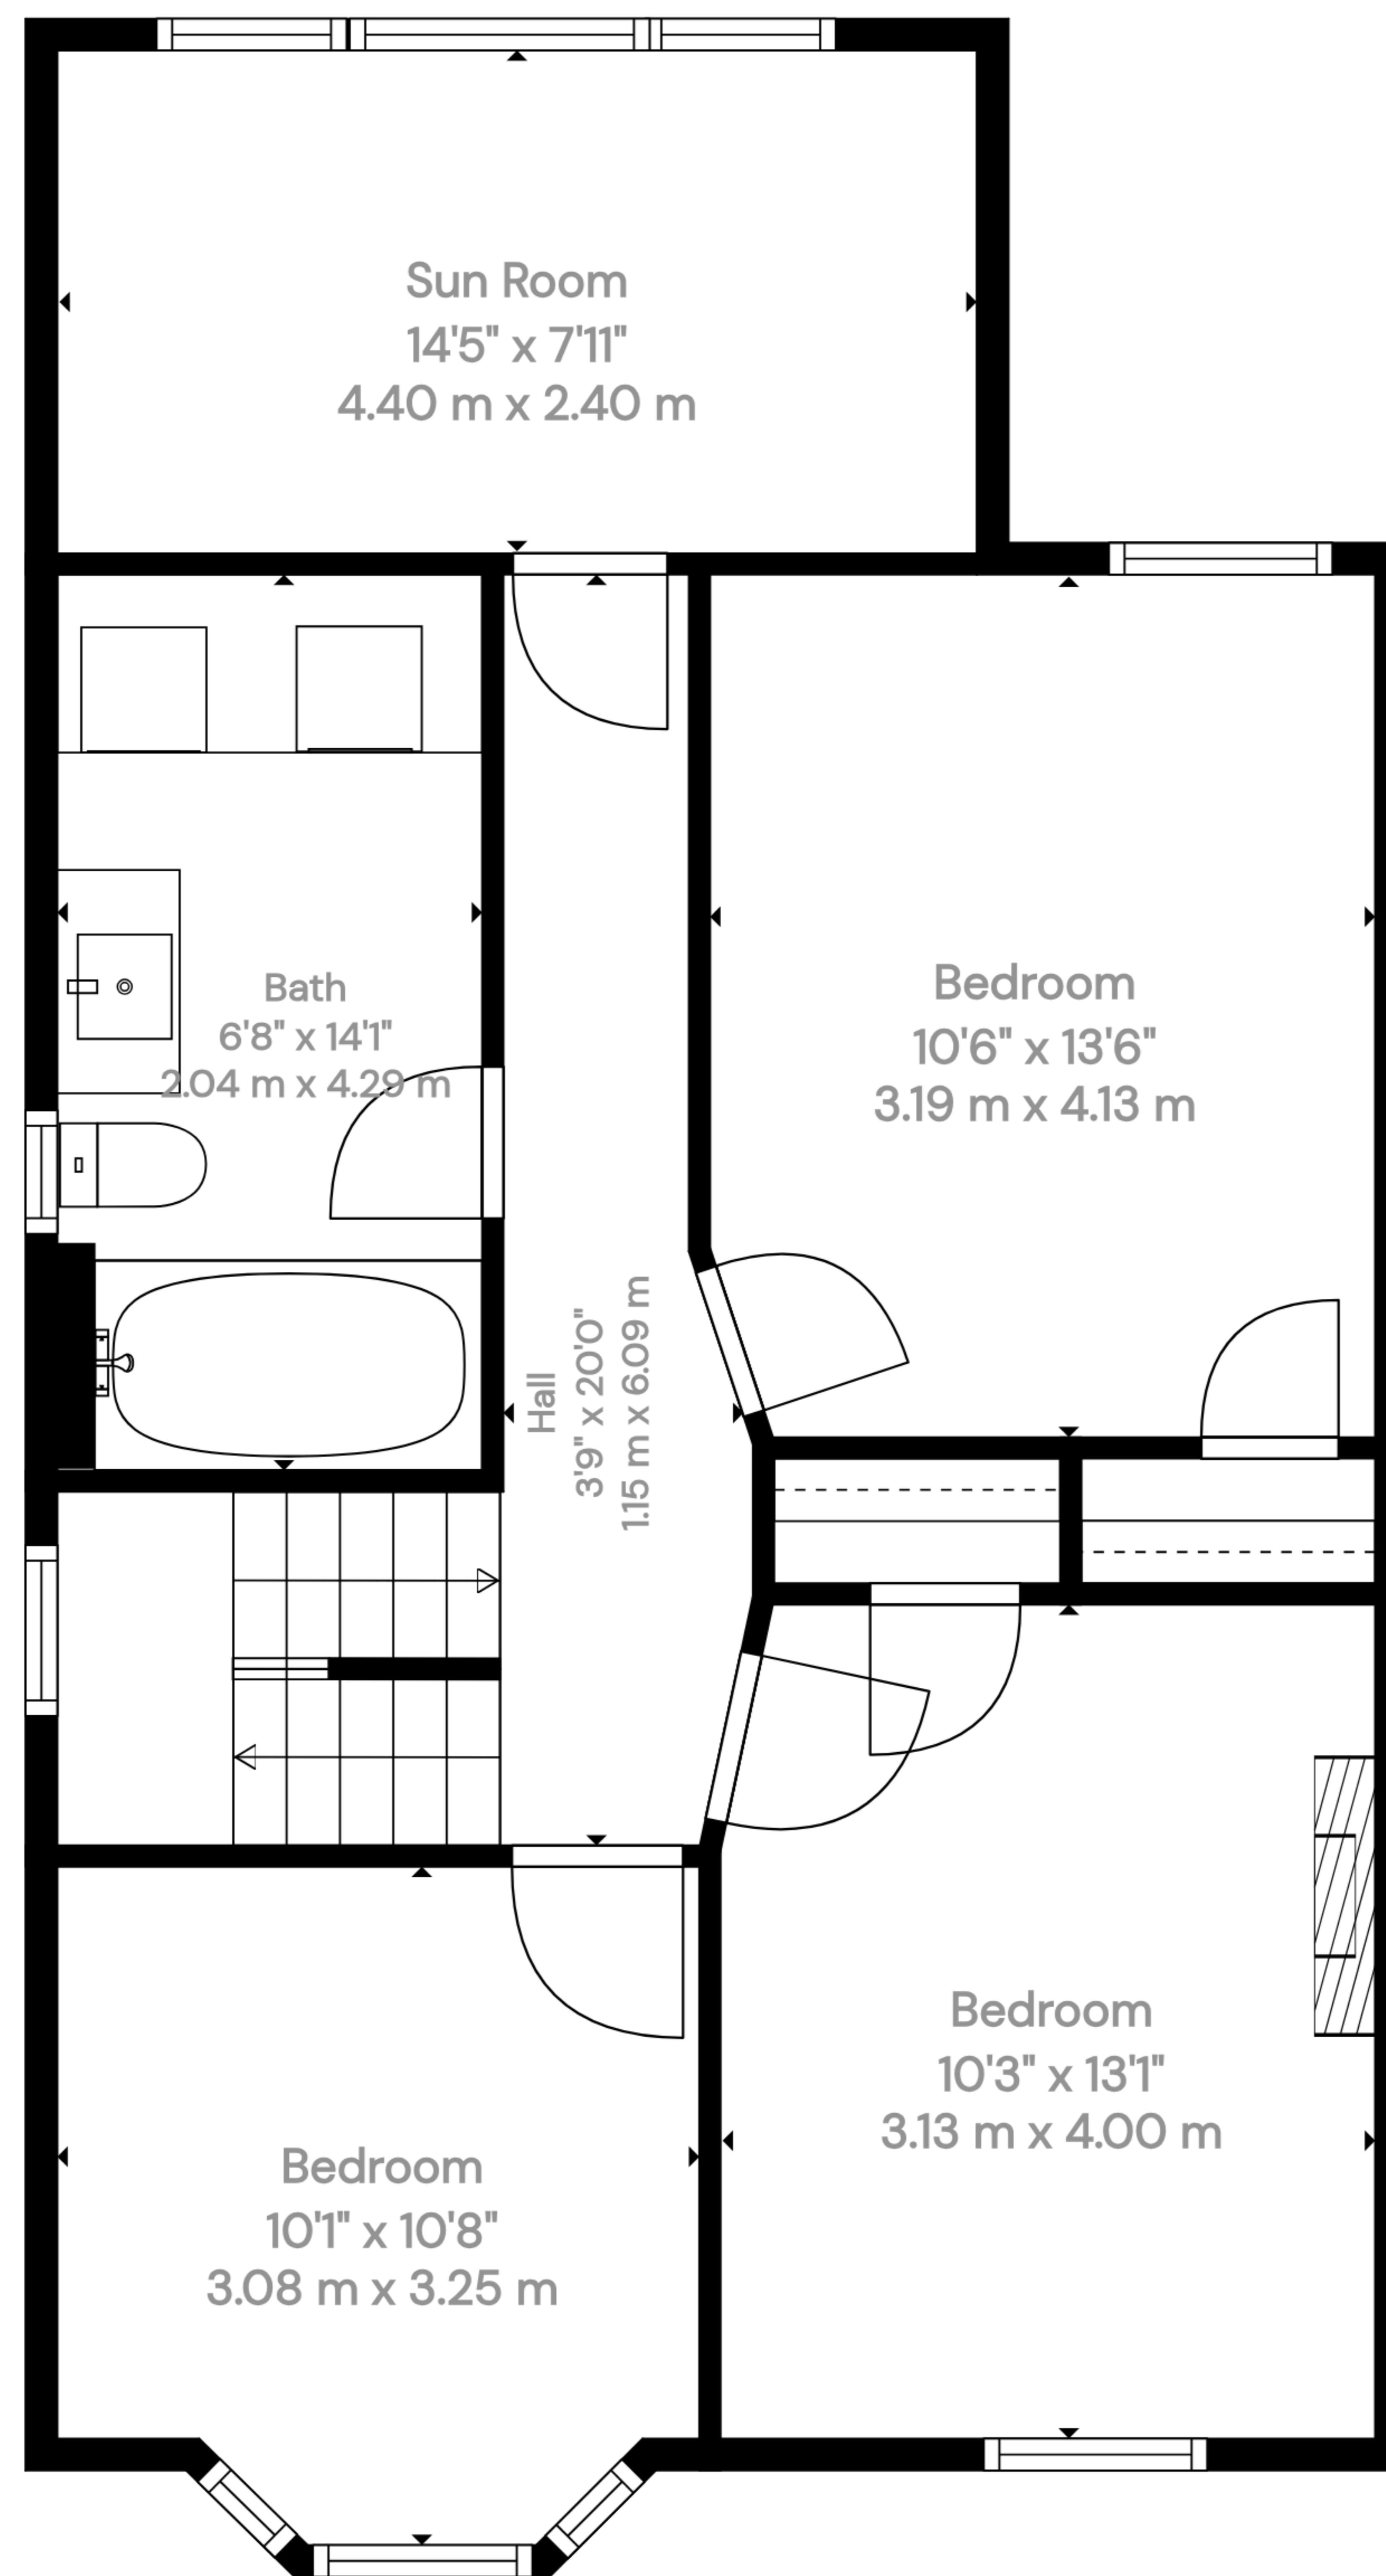 Sun Room
14'5" x 7'11"
4.40 m x 2.40 m
Bath
6'8" x 14'1"
2.04 m x 4.29 m
Bedroom
10'6" x 13'6"
3.19 m x 4.13 m
Hall
3'9" x 20'0"
1.15 m x 6.09 m
Bedroom
10'3" x 13'1"
3.13 m x 4.00 m
Bedroom
10'1" x 10'8"
3.08 m x 3.25 m